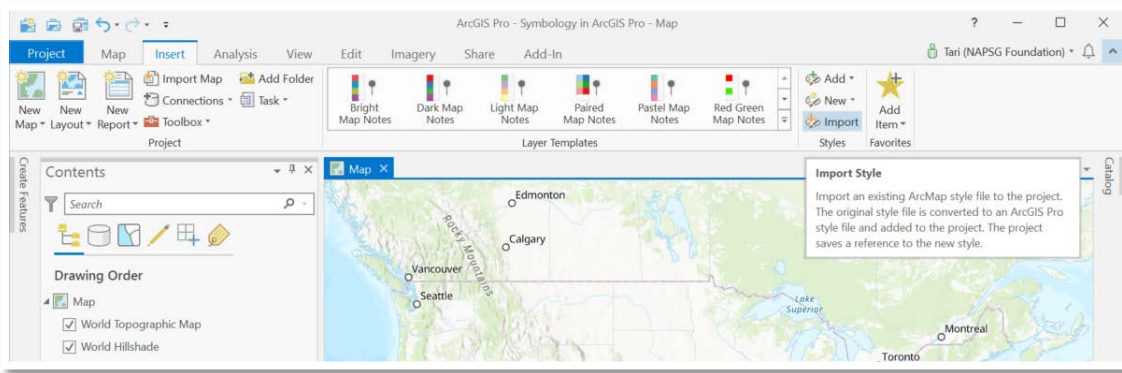 ArcGIS Pro - Symbology in ArcGIS Pro - Map
?
Project Map Insert Analysis View Edit Imagery Share Add-In
Tari (NAPSG Foundation)
New Map
New Layout
New Report
Import Map
Connections
Toolbox
Add Folder
Task
Project
Bright
Map Notes
Dark Map
Notes
Light Map
Notes
Paired
Map Notes
Pastel Map
Notes
Red Green
Map Notes
Layer Templates
Add
New
Import
Styles
Add
Item
Favorites
Create Features
Contents
Search
Drawing Order
Map
World Topographic Map
World Hillshade
Map
Edmonton
Calgary
Rocky Mountains
Vancouver
Seattle
Lake
Superior
Montreal
Toronto
Import Style
Import an existing ArcMap style file to the project.
The original style file is converted to an ArcGIS Pro
style file and added to the project. The project
saves a reference to the new style.
Catalog